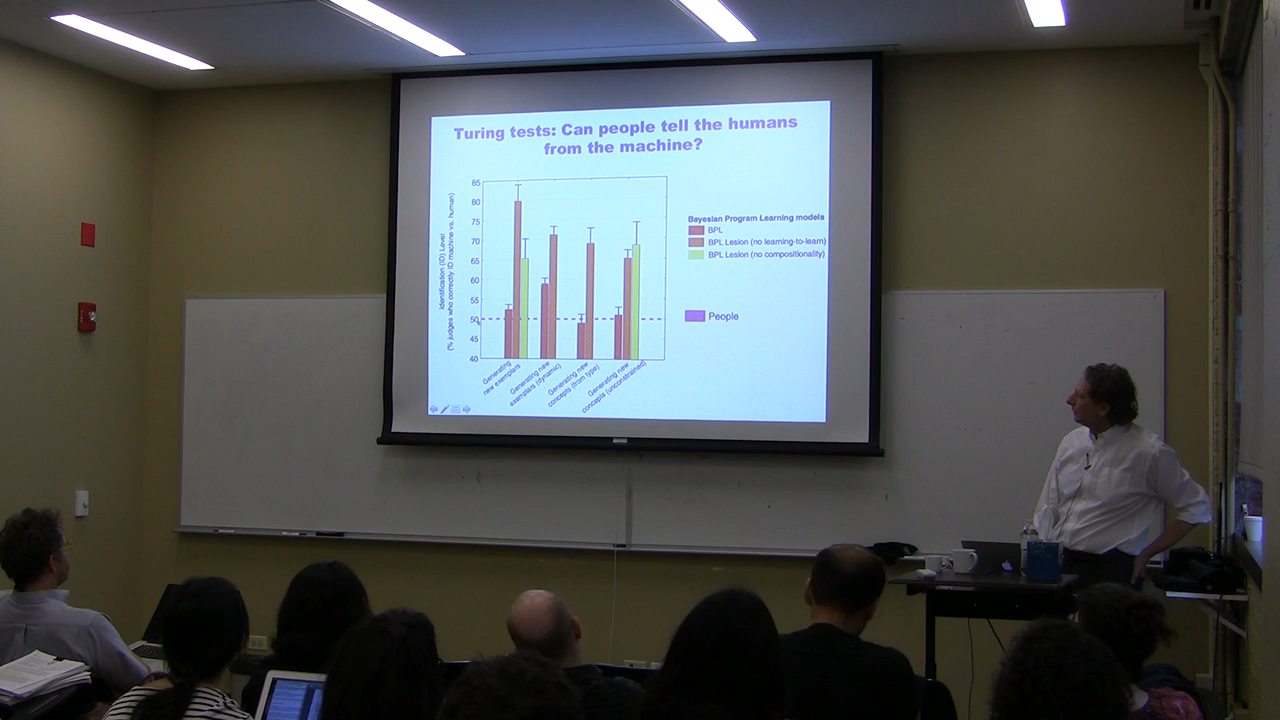 Turing tests: Can people tell the humans
from the machine?
Identification (ID) Level
(% judges who correctly ID machine vs. human)
85
80
75
70
65
60
55
50
45
40
Generating
new exemplars
Generating new
exemplars (dynamic)
Generating new
concepts (from type)
Generating new
concepts (unconstrained)
Bayesian Program Learning models
BPL
BPL Lesion (no learning-to-learn)
BPL Lesion (no compositionality)
People